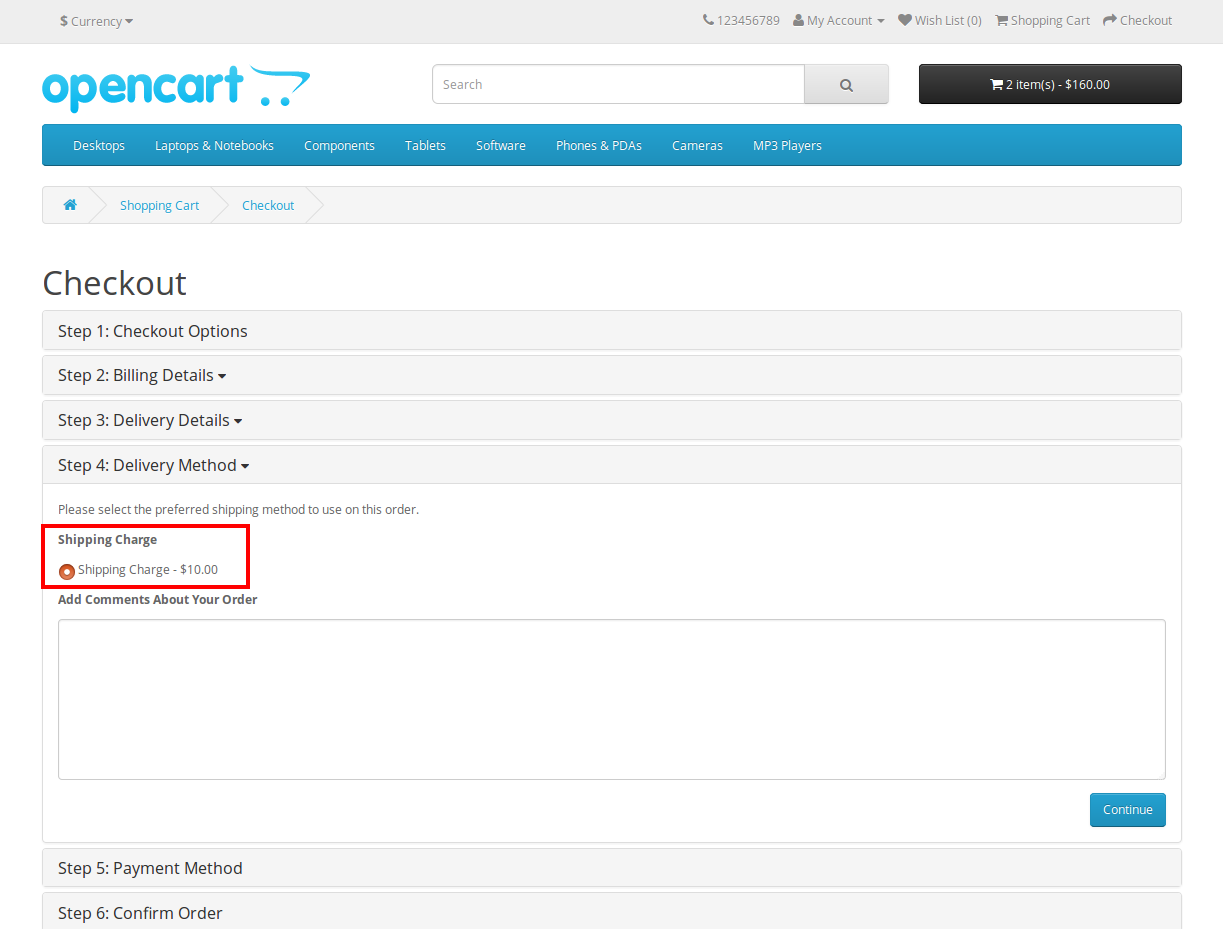 $ Currency
123456789 My Account Wish List (0) Shopping Cart Checkout
opencart
Search
2 item(s) - $160.00
Desktops Laptops & Notebooks Components Tablets Software Phones & PDAs Cameras MP3 Players
Shopping Cart Checkout
Checkout
Step 1: Checkout Options
Step 2: Billing Details
Step 3: Delivery Details
Step 4: Delivery Method
Please select the preferred shipping method to use on this order.
Shipping Charge
Shipping Charge - $10.00
Add Comments About Your Order
Continue
Step 5: Payment Method
Step 6: Confirm Order